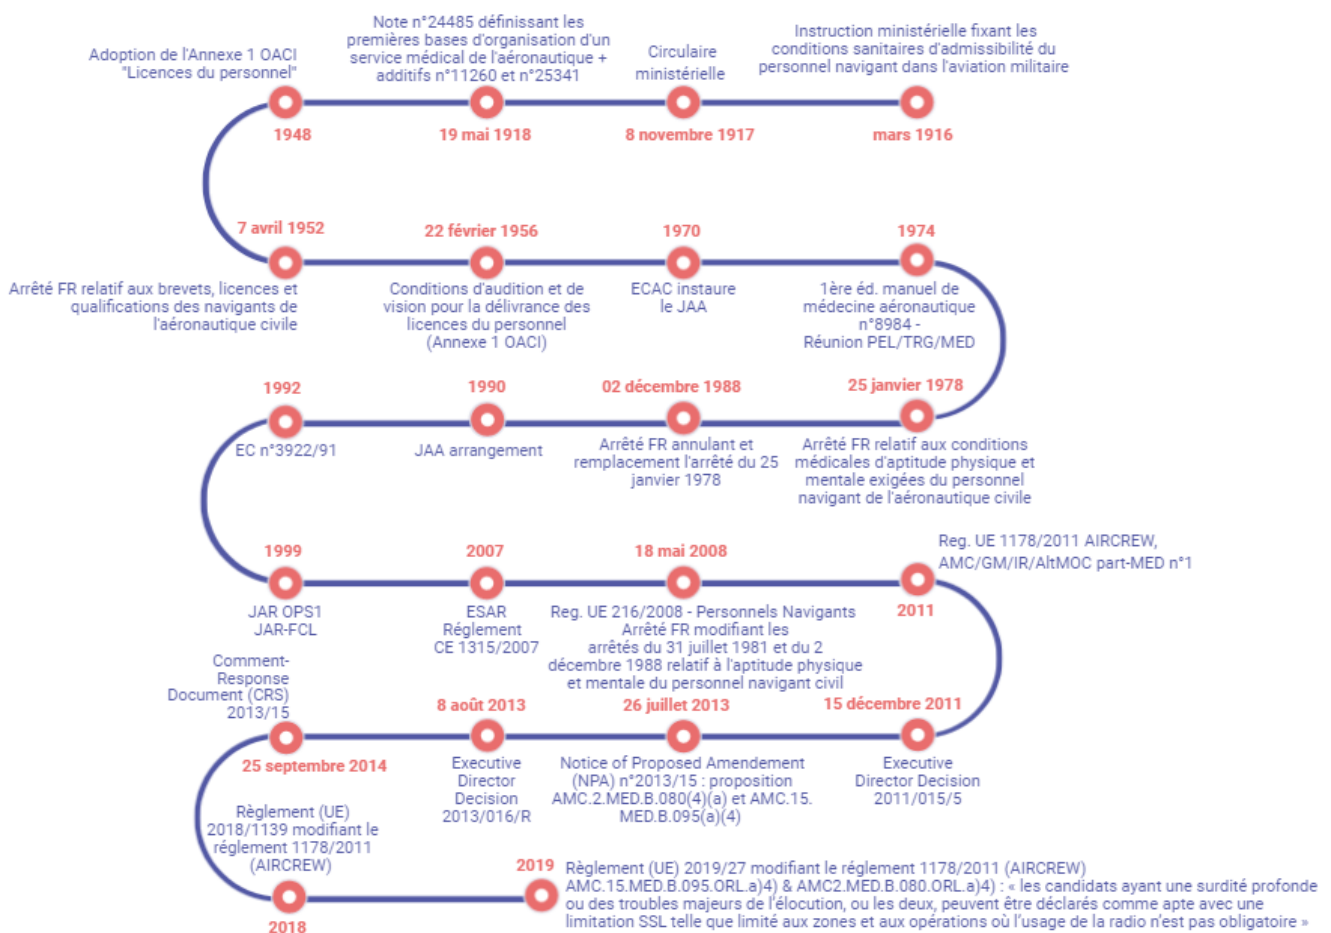 Adoption de l'Annexe 1 OACI
"Licences du personnel"
1948
Note n°24485 définissant les
premières bases d'organisation d'un
service médical de l'aéronautique +
additifs n°11260 et n°25341
19 mai 1918
Circulaire
ministérielle
8 novembre 1917
Instruction ministérielle fixant les
conditions sanitaires d'admissibilité du
personnel navigant dans l'aviation militaire
mars 1916
7 avril 1952
Arrêté FR relatif aux brevets, licences et
qualifications des navigants de
l'aéronautique civile
22 février 1956
Conditions d'audition et de
vision pour la délivrance des
licences du personnel
(Annexe 1 OACI)
1970
ECAC instaure
le JAA
1974
1ère éd. manuel de
médecine aéronautique
n°8984 -
Réunion PEL/TRG/MED
1992
EC n°3922/91
1990
JAA arrangement
02 décembre 1988
Arrêté FR annulant et
remplacement l'arrêté du 25
janvier 1978
25 janvier 1978
Arrêté FR relatif aux conditions
médicales d'aptitude physique et
mentale exigées du personnel
navigant de l'aéronautique civile
1999
JAR OPS1
JAR-FCL
2007
ESAR
Réglement
CE 1315/2007
18 mai 2008
Reg. UE 216/2008 - Personnels Navigants
Arrêté FR modifiant les
arrêtés du 31 juillet 1981 et du 2
décembre 1988 relatif à l'aptitude physique
et mentale du personnel navigant civil
Reg. UE 1178/2011 AIRCREW,
AMC/GM/IR/AltMOC part-MED n°1
2011
Comment-
Response
Document (CRS)
2013/15
25 septembre 2014
8 août 2013
Executive
Director
Decision
2013/016/R
26 juillet 2013
Notice of Proposed Amendement
(NPA) n°2013/15 : proposition
AMC.2.MED.B.080(4)(a) et AMC.15.
MED.B.095(a)(4)
15 décembre 2011
Executive
Director Decision
2011/015/5
Règlement (UE)
2018/1139 modifiant le
réglement 1178/2011
(AIRCREW)
2018
2019
Règlement (UE) 2019/27 modifiant le réglement 1178/2011 (AIRCREW)
AMC.15.MED.B.095.ORL.a)4) & AMC2.MED.B.080.ORL.a)4) : « les candidats ayant une surdité profonde
ou des troubles majeurs de l'élocution, ou les deux, peuvent être déclarés comme apte avec une
limitation SSL telle que limité aux zones et aux opérations où l'usage de la radio n'est pas obligatoire »